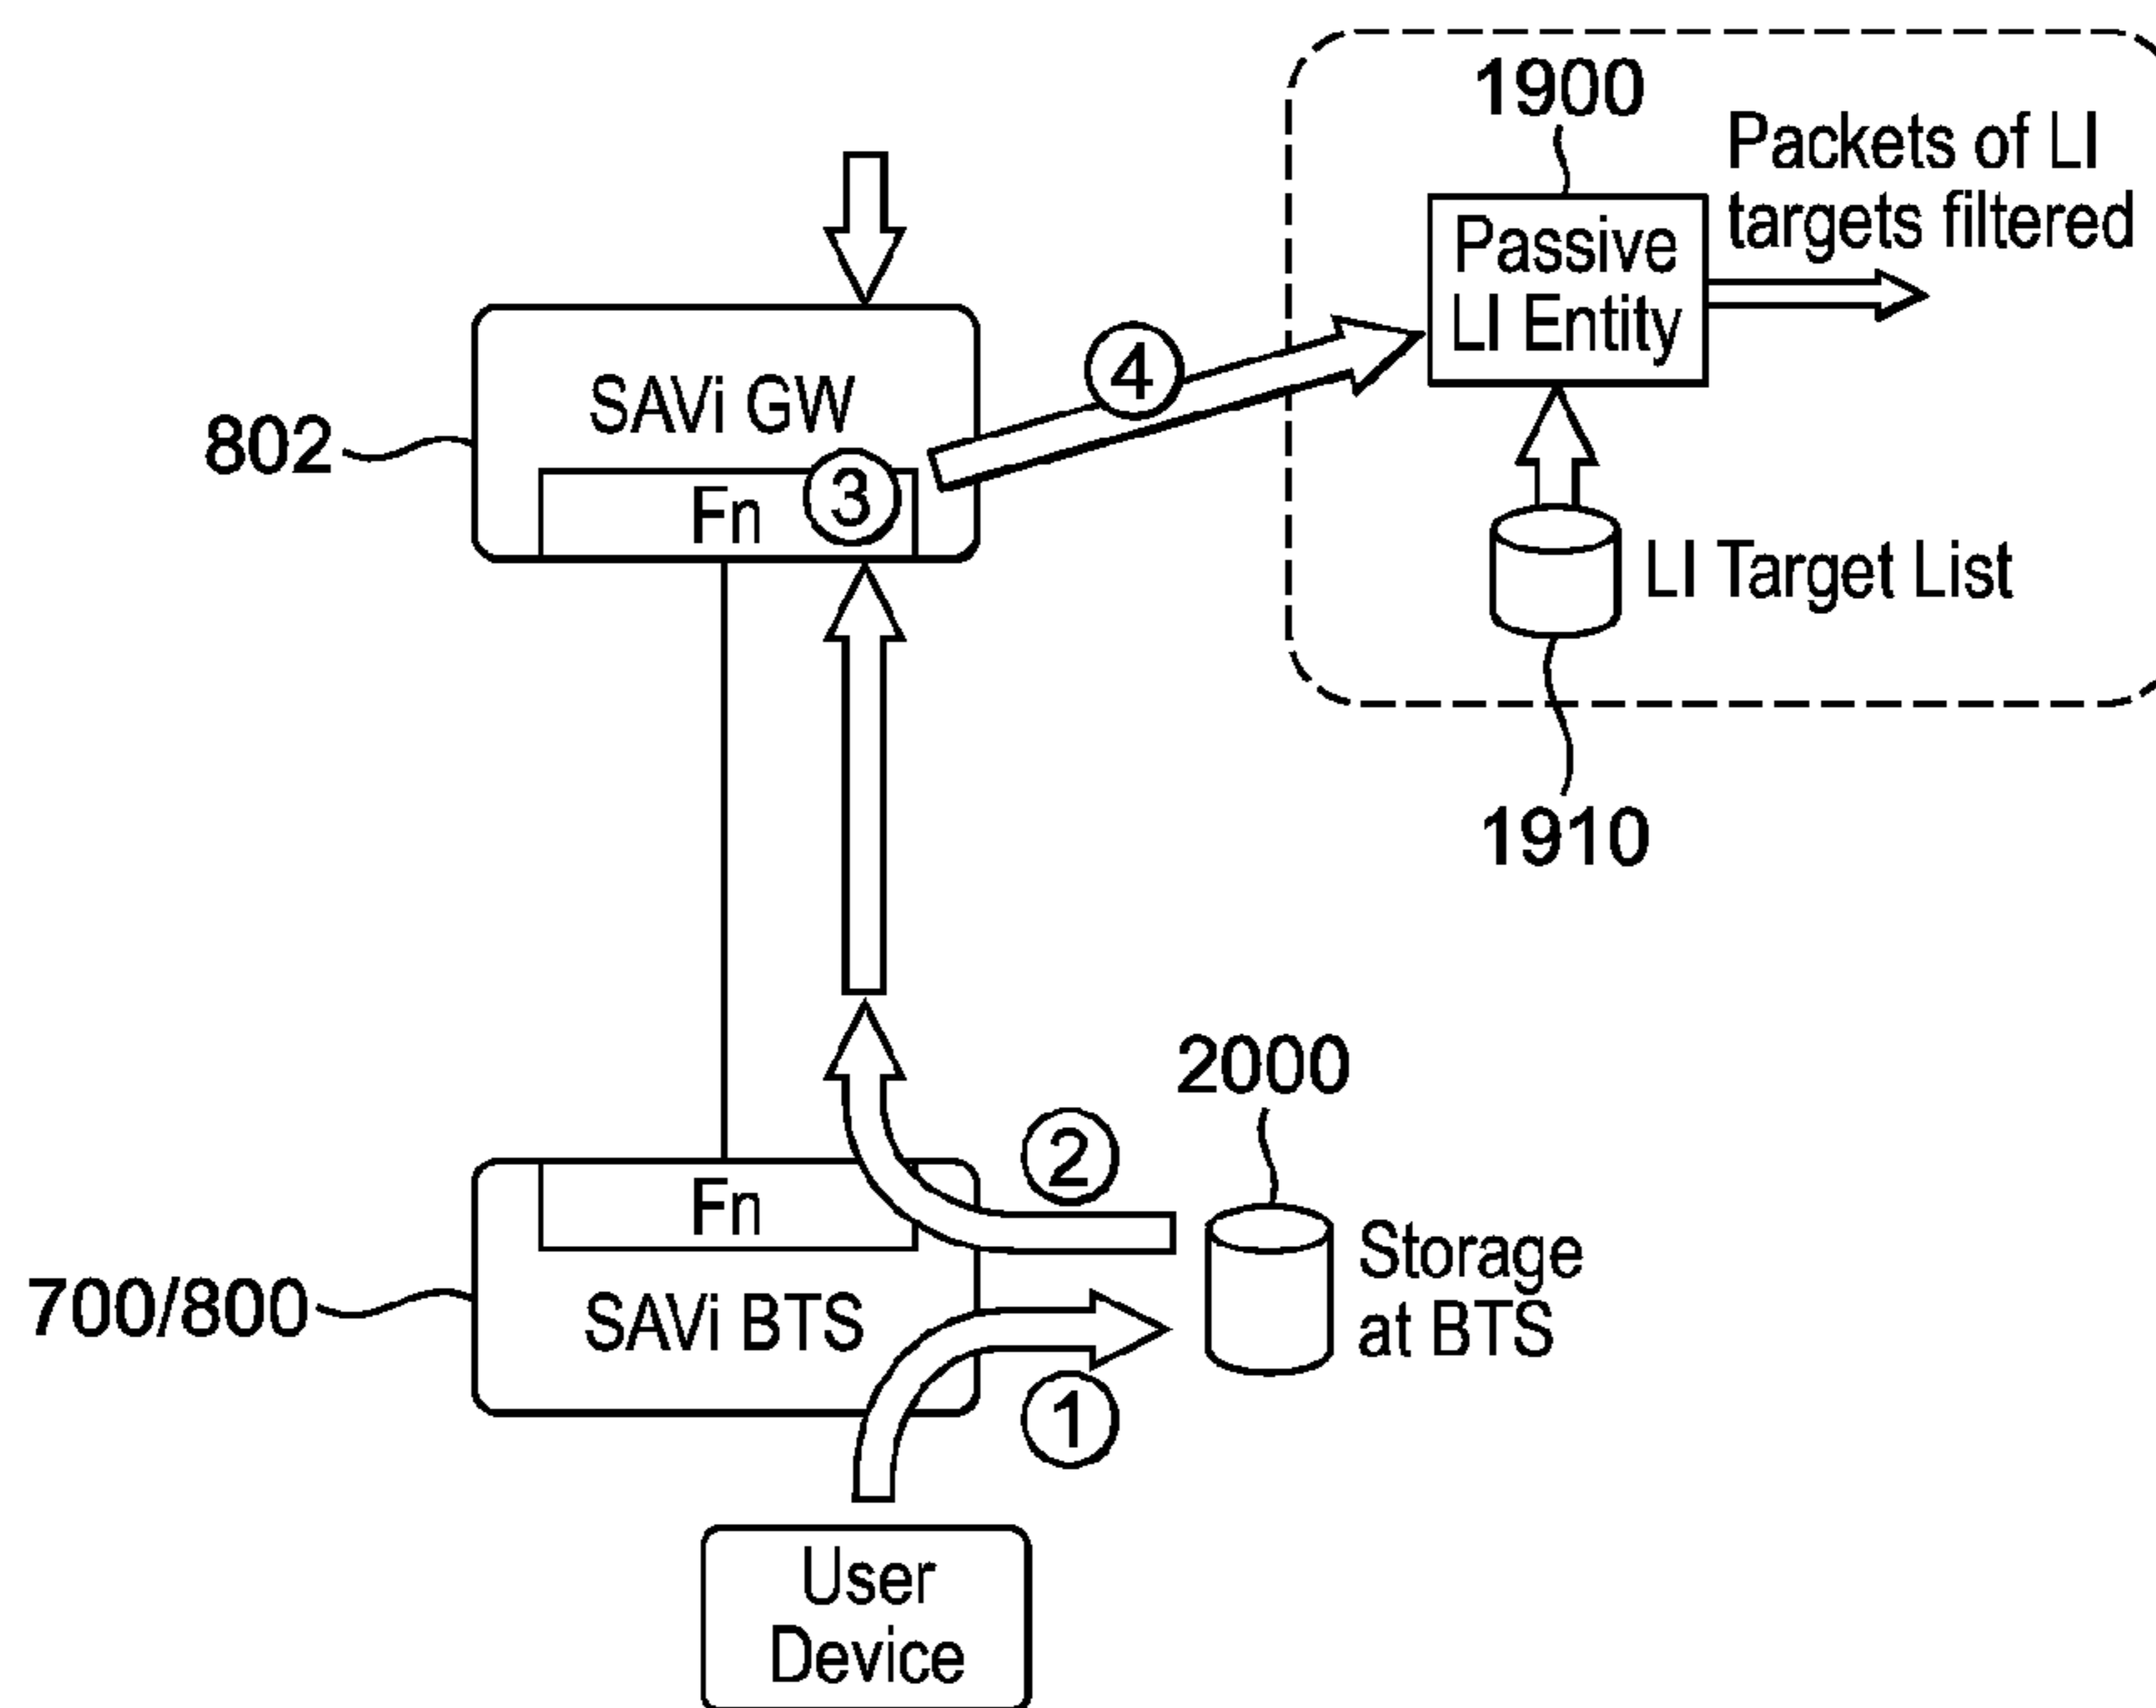 1900
Packets of LI
targets filtered
Passive
LI Entity
SAVi GW
4
802
Fn
3
LI Target List
1910
2000
2
Fn
Storage
at BTS
700/800
SAVi BTS
1
User
Device